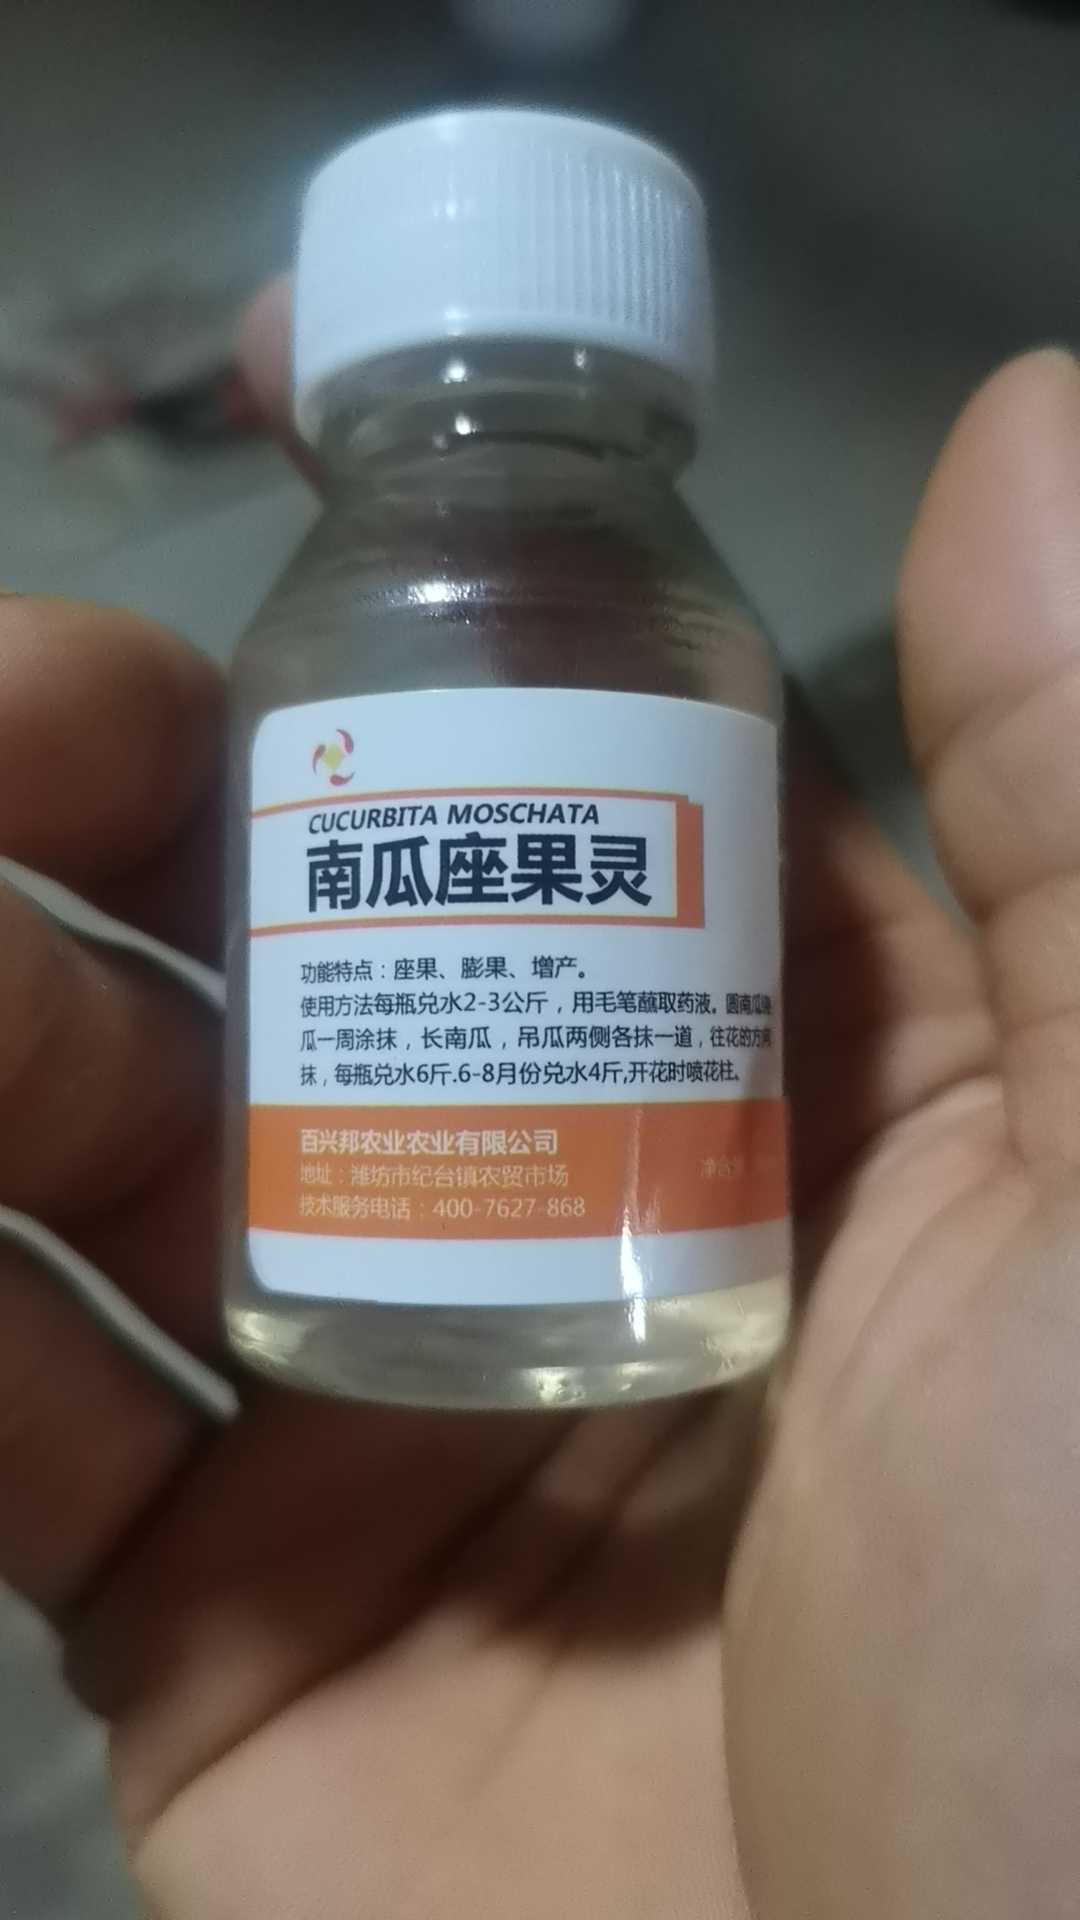 CUCURBITA MOSCHATA
南瓜座果灵
功能特点：座果、膨果、增产。
使用方法每瓶兑水2-3公斤，用毛笔蘸取药液。圆南瓜
瓜一周涂抹，长南瓜，吊瓜两侧各抹一道，往花的方向
抹，每瓶兑水6斤.6-8月份兑水4斤,开花时喷花柱。
百兴邦农业农业有限公司
地址：潍坊市纪台镇农贸市场
技术服务电话：400-7627-868